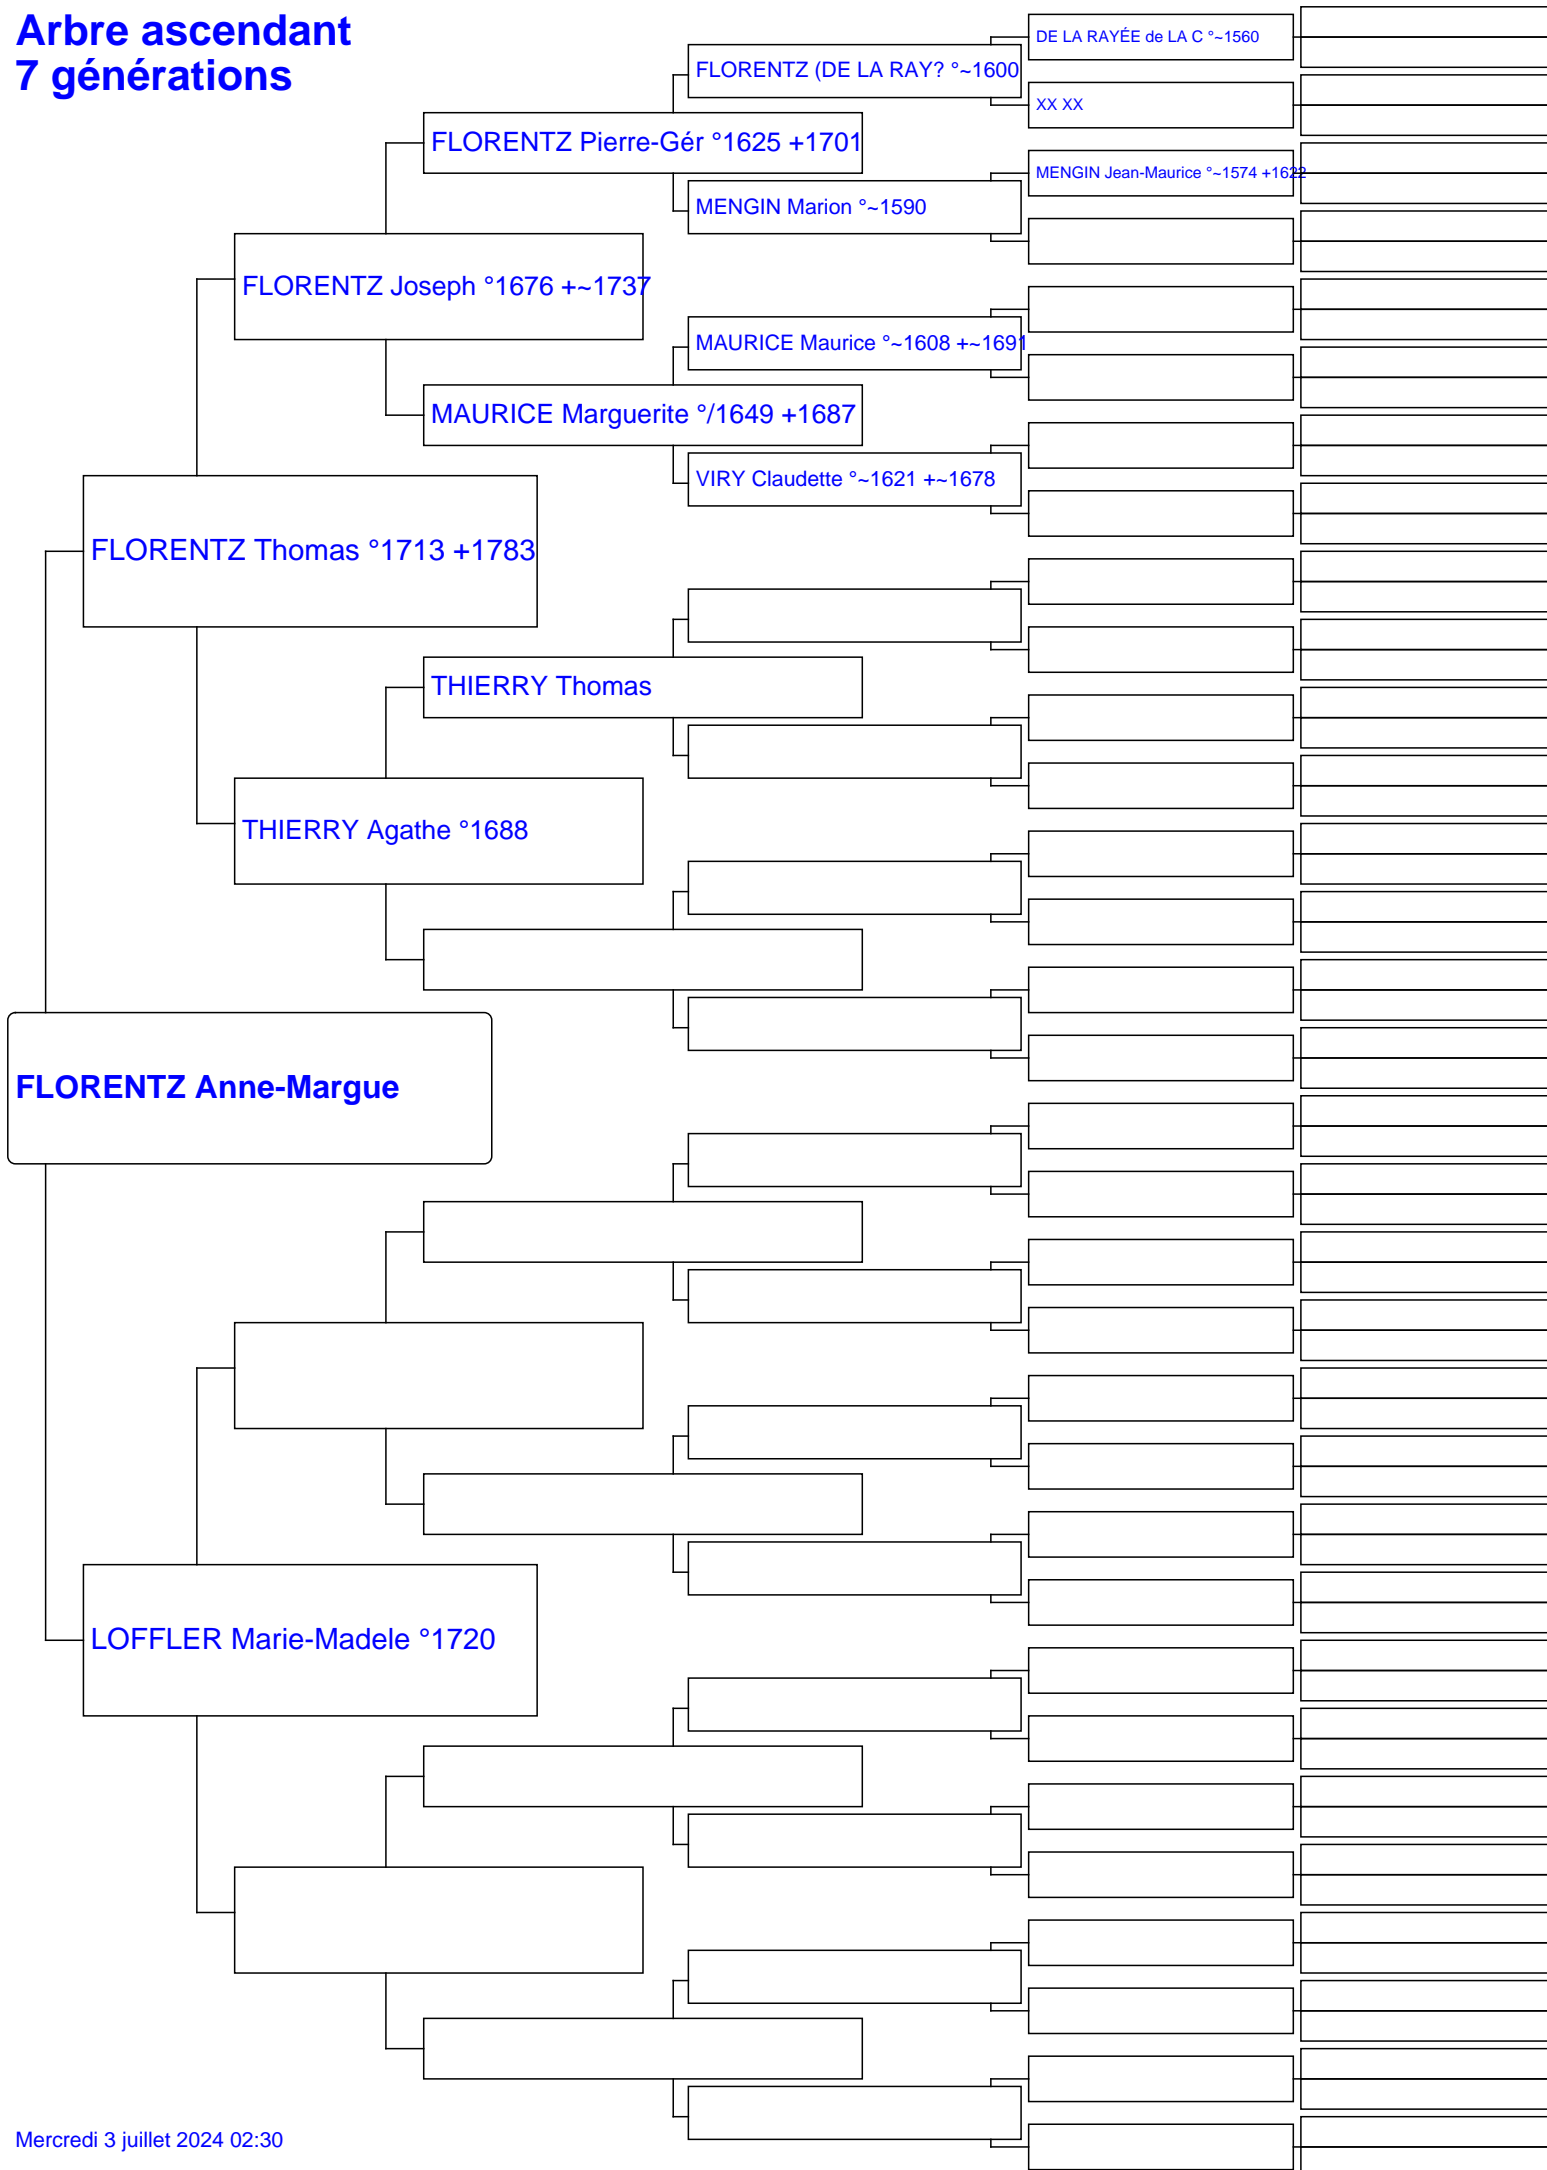 Arbre ascendant
7 générations
DE LA RAYÉE de LA C °~1560
FLORENTZ (DE LA RAY? °~1600
XX XX
FLORENTZ Pierre-Gér °1625 +1701
MENGIN Jean-Maurice °~1574 +1622
MENGIN Marion °~1590
FLORENTZ Joseph °1676 +~1737
MAURICE Maurice °~1608 +~1691
MAURICE Marguerite °/1649 +1687
VIRY Claudette °~1621 +~1678
FLORENTZ Thomas °1713 +1783
THIERRY Thomas
THIERRY Agathe °1688
FLORENTZ Anne-Margue
LOFFLER Marie-Madele °1720
Mercredi 3 juillet 2024 02:30